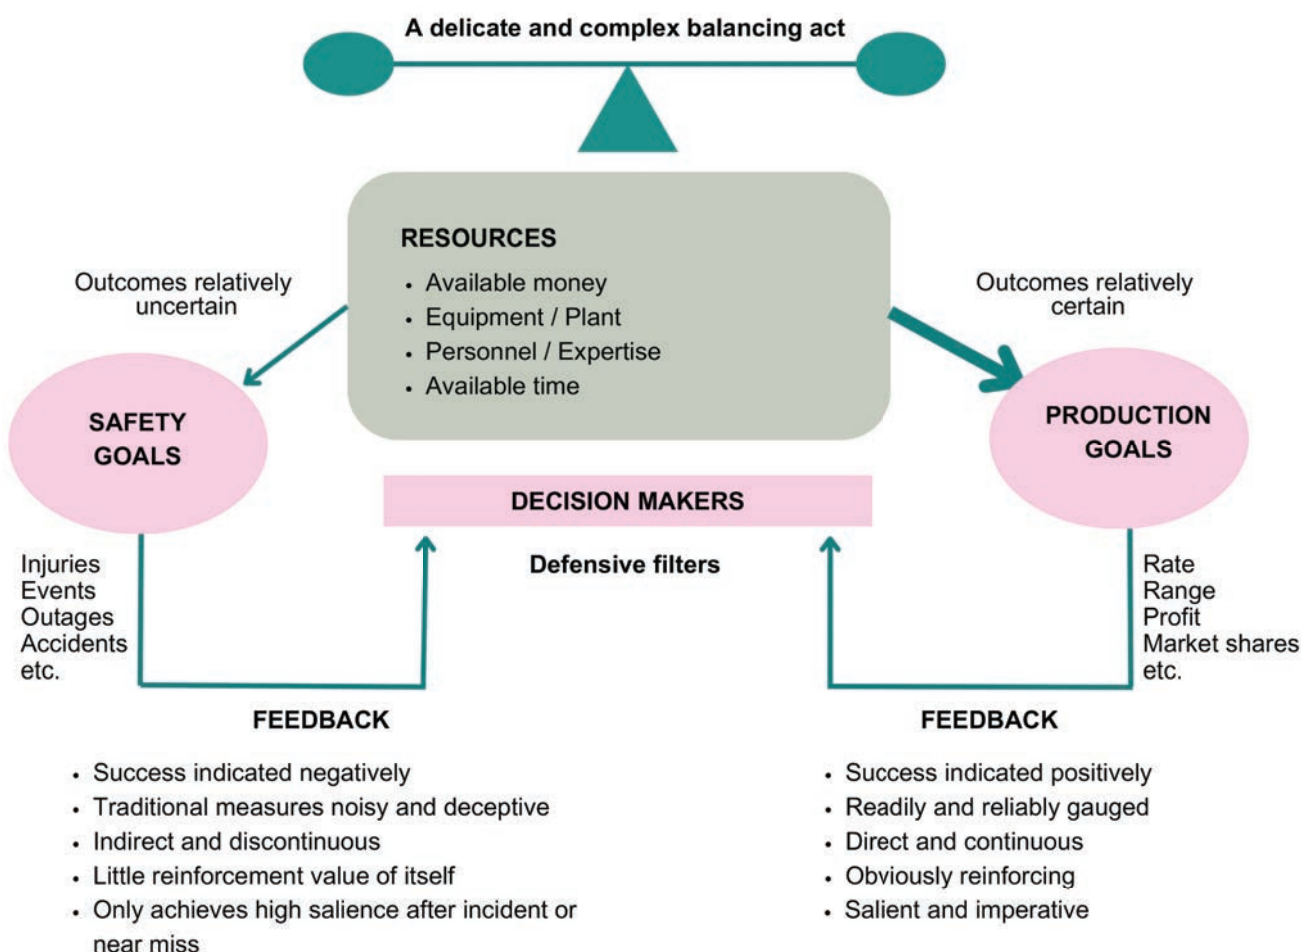 A delicate and complex balancing act
RESOURCES
• Available money
• Equipment / Plant
• Personnel / Expertise
• Available time
Outcomes relatively
uncertain
Outcomes relatively
certain
SAFETY
GOALS
PRODUCTION
GOALS
DECISION MAKERS
Defensive filters
Injuries
Events
Outages
Accidents
etc.
Rate
Range
Profit
Market shares
etc.
FEEDBACK
• Success indicated negatively
• Traditional measures noisy and deceptive
• Indirect and discontinuous
• Little reinforcement value of itself
• Only achieves high salience after incident or
near miss
FEEDBACK
• Success indicated positively
• Readily and reliably gauged
• Direct and continuous
• Obviously reinforcing
• Salient and imperative